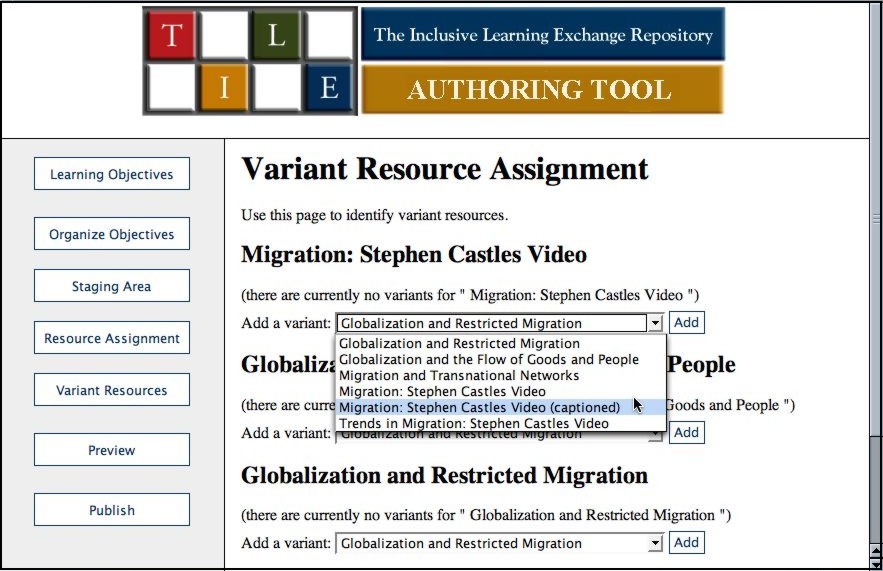 T L
I E
The Inclusive Learning Exchange Repository
AUTHORING TOOL
Learning Objectives
Organize Objectives
Staging Area
Resource Assignment
Variant Resources
Preview
Publish
Variant Resource Assignment
Use this page to identify variant resources.
Migration: Stephen Castles Video
(there are currently no variants for " Migration: Stephen Castles Video ")
Add a variant: Globalization and Restricted Migration Add
Globalization and Restricted Migration
Globalization and the Flow of Goods and People
Migration and Transnational Networks
Migration: Stephen Castles Video
Migration: Stephen Castles Video (captioned)
Trends in Migration: Stephen Castles Video
Globaliza People
(there are curre Goods and People ")
Add a variant: Globalization and Restricted Migration Add
Globalization and Restricted Migration
(there are currently no variants for " Globalization and Restricted Migration ")
Add a variant: Globalization and Restricted Migration Add